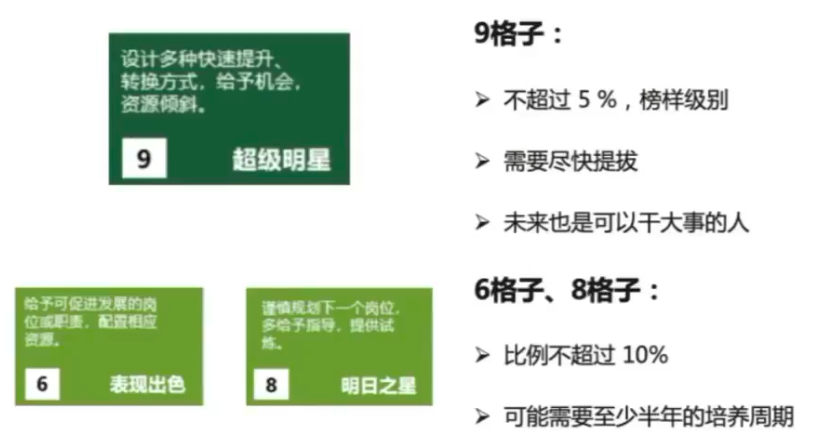 设计多种快速提升、
转换方式，给予机会，
资源倾斜。
9 超级明星
9格子：
➢ 不超过 5 %，榜样级别
➢ 需要尽快提拔
➢ 未来也是可以干大事的人
给予可促进发展的岗
位或职责，配置相应
资源。
6 表现出色
谨慎规划下一个岗位，
多给予指导，提供试
炼。
8 明日之星
6格子、8格子：
➢ 比例不超过 10%
➢ 可能需要至少半年的培养周期